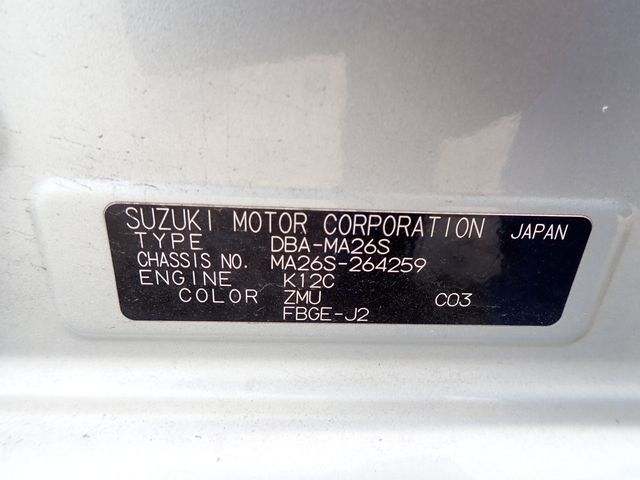 SUZUKI MOTOR CORPORATION JAPAN
TYPE DBA-MA26S
CHASSIS NO. MA26S-264259
ENGINE K12C
COLOR ZMU C03
FBGE-J2